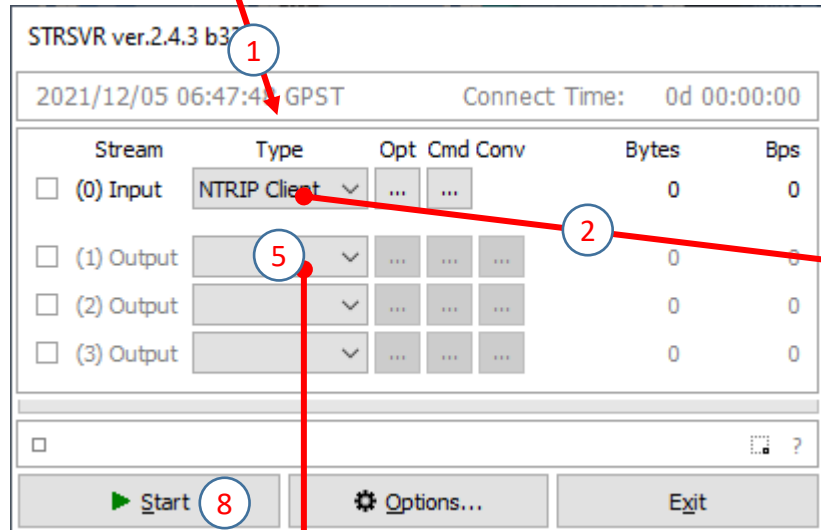 STRSVR ver.2.4.3
1
2021/12/05 06:47:48 GPST Connect Time: 0d 00:00:00
Stream Type Opt Cmd Conv Bytes Bps
(0) Input NTRIP Client ... ... 0 0
2
(1) Output 5 ... ... ... 0 0
(2) Output ... ... ... 0 0
(3) Output ... ... ... 0 0
?
Start 8 Options... Exit